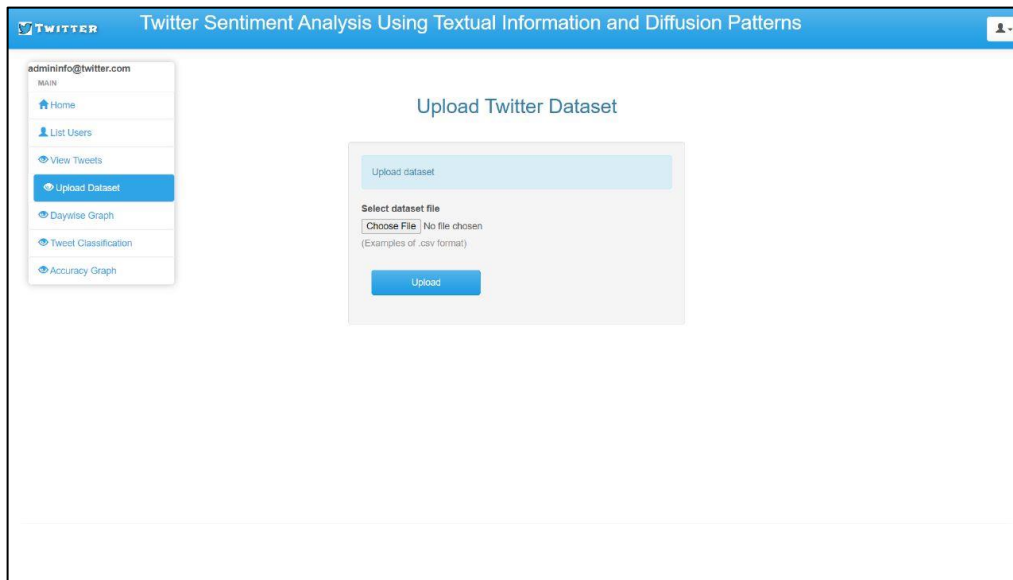 TWITTER
Twitter Sentiment Analysis Using Textual Information and Diffusion Patterns
admininfo@twitter.com
MAIN
Home
List Users
View Tweets
Upload Dataset
Daywise Graph
Tweet Classification
Accuracy Graph
Upload Twitter Dataset
Upload dataset
Select dataset file
Choose File No file chosen
(Examples of .csv format)
Upload